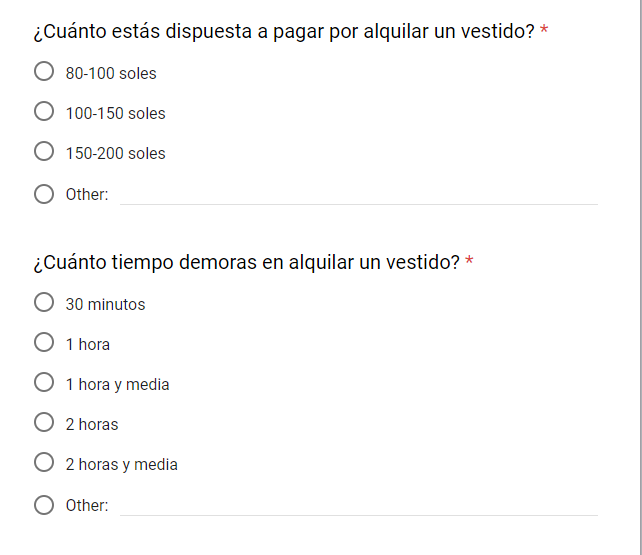 ¿Cuánto estás dispuesta a pagar por alquilar un vestido? *
80-100 soles
100-150 soles
150-200 soles
Other:
¿Cuánto tiempo demoras en alquilar un vestido? *
30 minutos
1 hora
1 hora y media
2 horas
2 horas y media
Other: